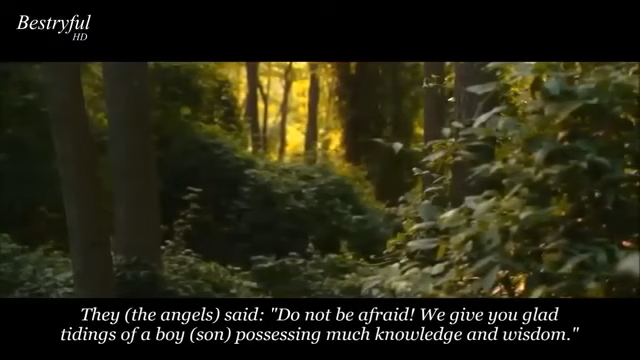 Bestryful
HD
They (the angels) said: "Do not be afraid! We give you glad
tidings of a boy (son) possessing much knowledge and wisdom."